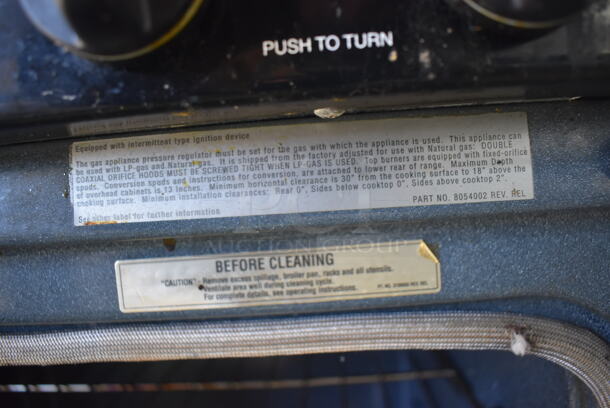 PUSH TO TURN
Equipped with intermittent type ignition device
The gas appliance pressure regulator must be set for the gas with which the appliance is used. This appliance can
be used with LP-gas and Natural gas. It is shipped from the factory adjusted for use with Natural gas: DOUBLE
COAXIAL ORIFICE HOODS MUST BE SCREWED TIGHT WHEN LP-GAS IS USED. Top burners are equipped with fixed orifice
spuds. Conversion spuds and instructions for conversion, are attached to lower rear of range. Maximum Depth
of overhead cabinets is 13 inches. Minimum horizontal clearance is 30" from the cooking surface to 18" above the
cooking surface. Minimum installation clearances: Rear 0", Sides below cooktop 0", Sides above cooktop 2".
See other label for further information
PART NO. 8054002 REV. REL
AUCTION GROUP
BEFORE CLEANING
"CAUTION" - Remove excess spillage, broiler pan, racks and all utensils.
Ventilate area well during cleaning cycle.
For complete details, see operating instructions.